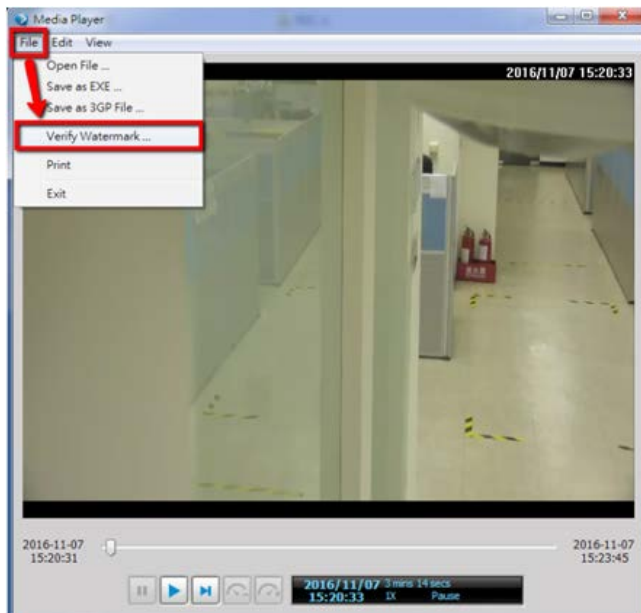 Media Player
File Edit View
Open File ...
Save as EXE ...
Save as 3GP File ...
Verify Watermark ...
Print
Exit
2016/11/07 15:20:33
2016-11-07
15:20:31
2016-11-07
15:23:45
2016/11/07 3 mins 14 secs
15:20:33 1X Pause